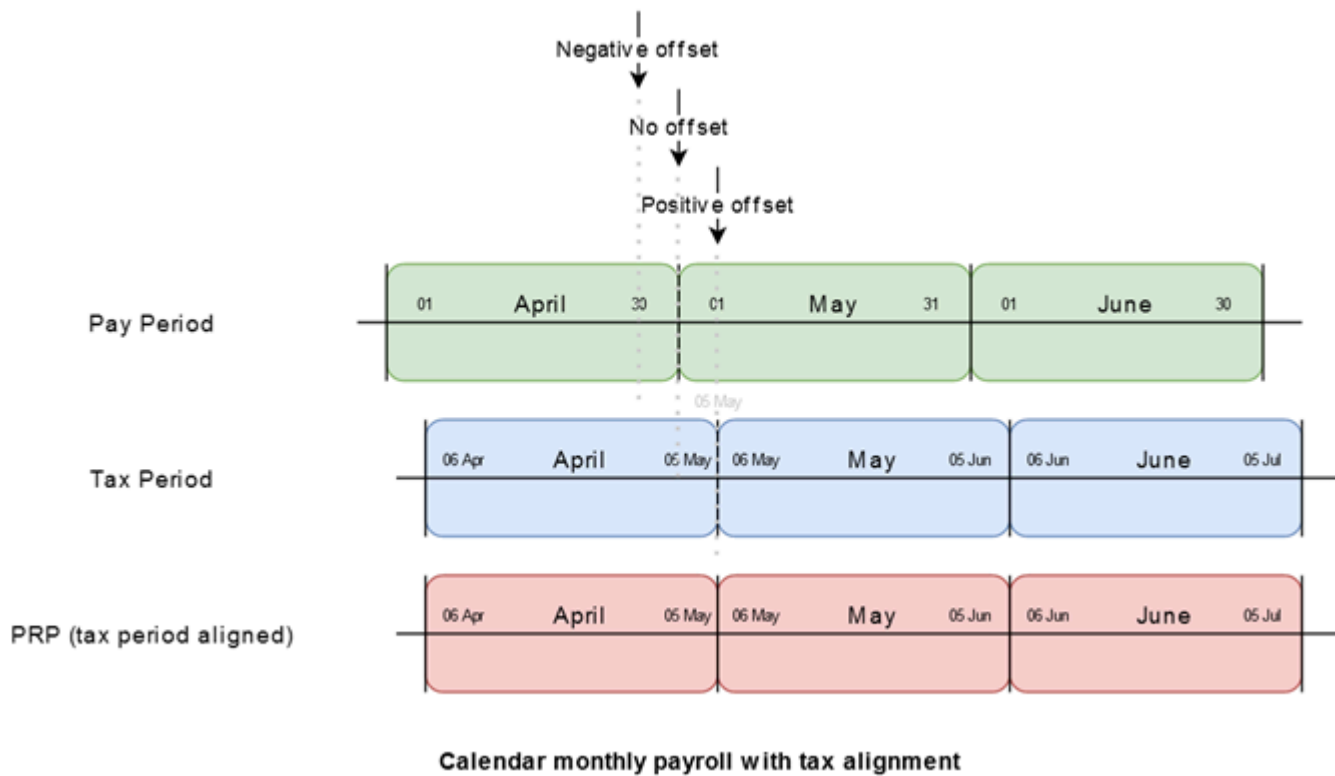 Negative offset
No offset
Positive offset
01 April 30 01 May 31 01 June 30
Pay Period
05 May
06 Apr April 05 May 06 May May 05 Jun 06 Jun June 05 Jul
Tax Period
06 Apr April 05 May 06 May May 05 Jun 06 Jun June 05 Jul
PRP (tax period aligned)
Calendar monthly payroll with tax alignment